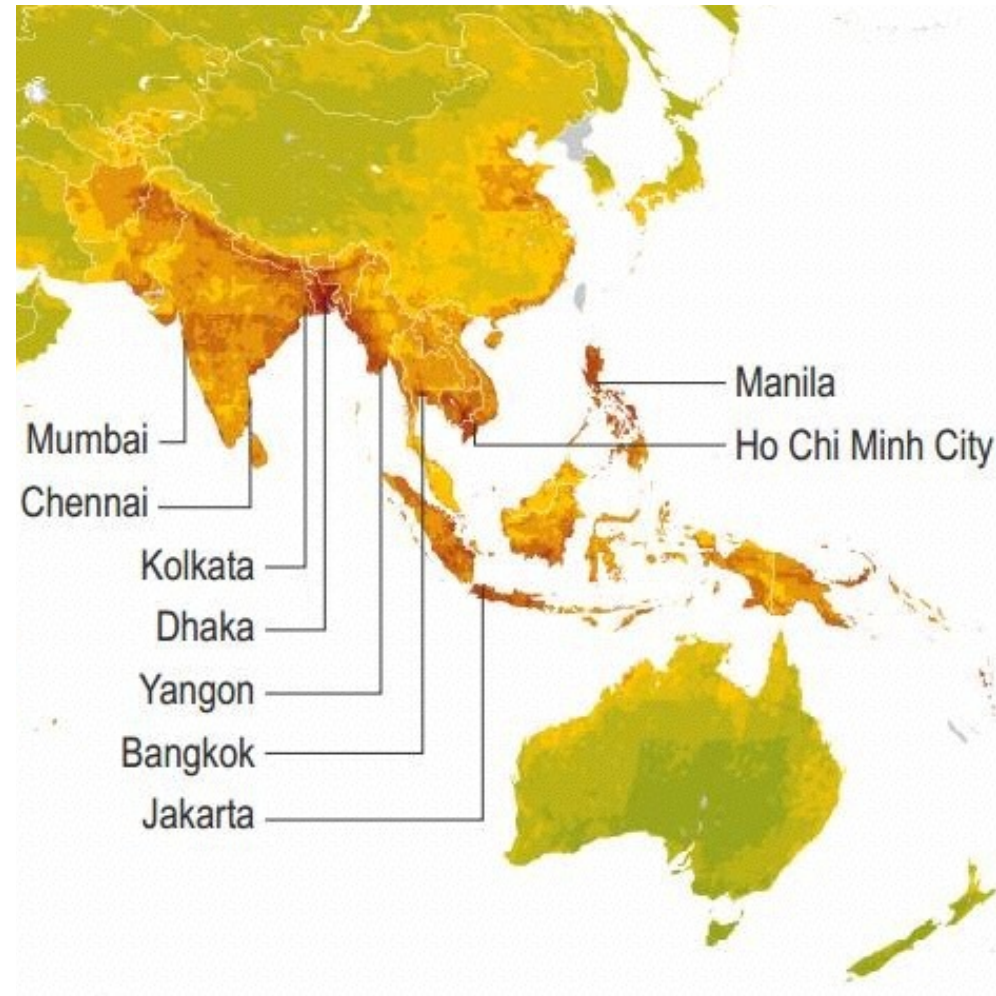 Manila
Ho Chi Minh City
Mumbai
Chennai
Kolkata
Dhaka
Yangon
Bangkok
Jakarta